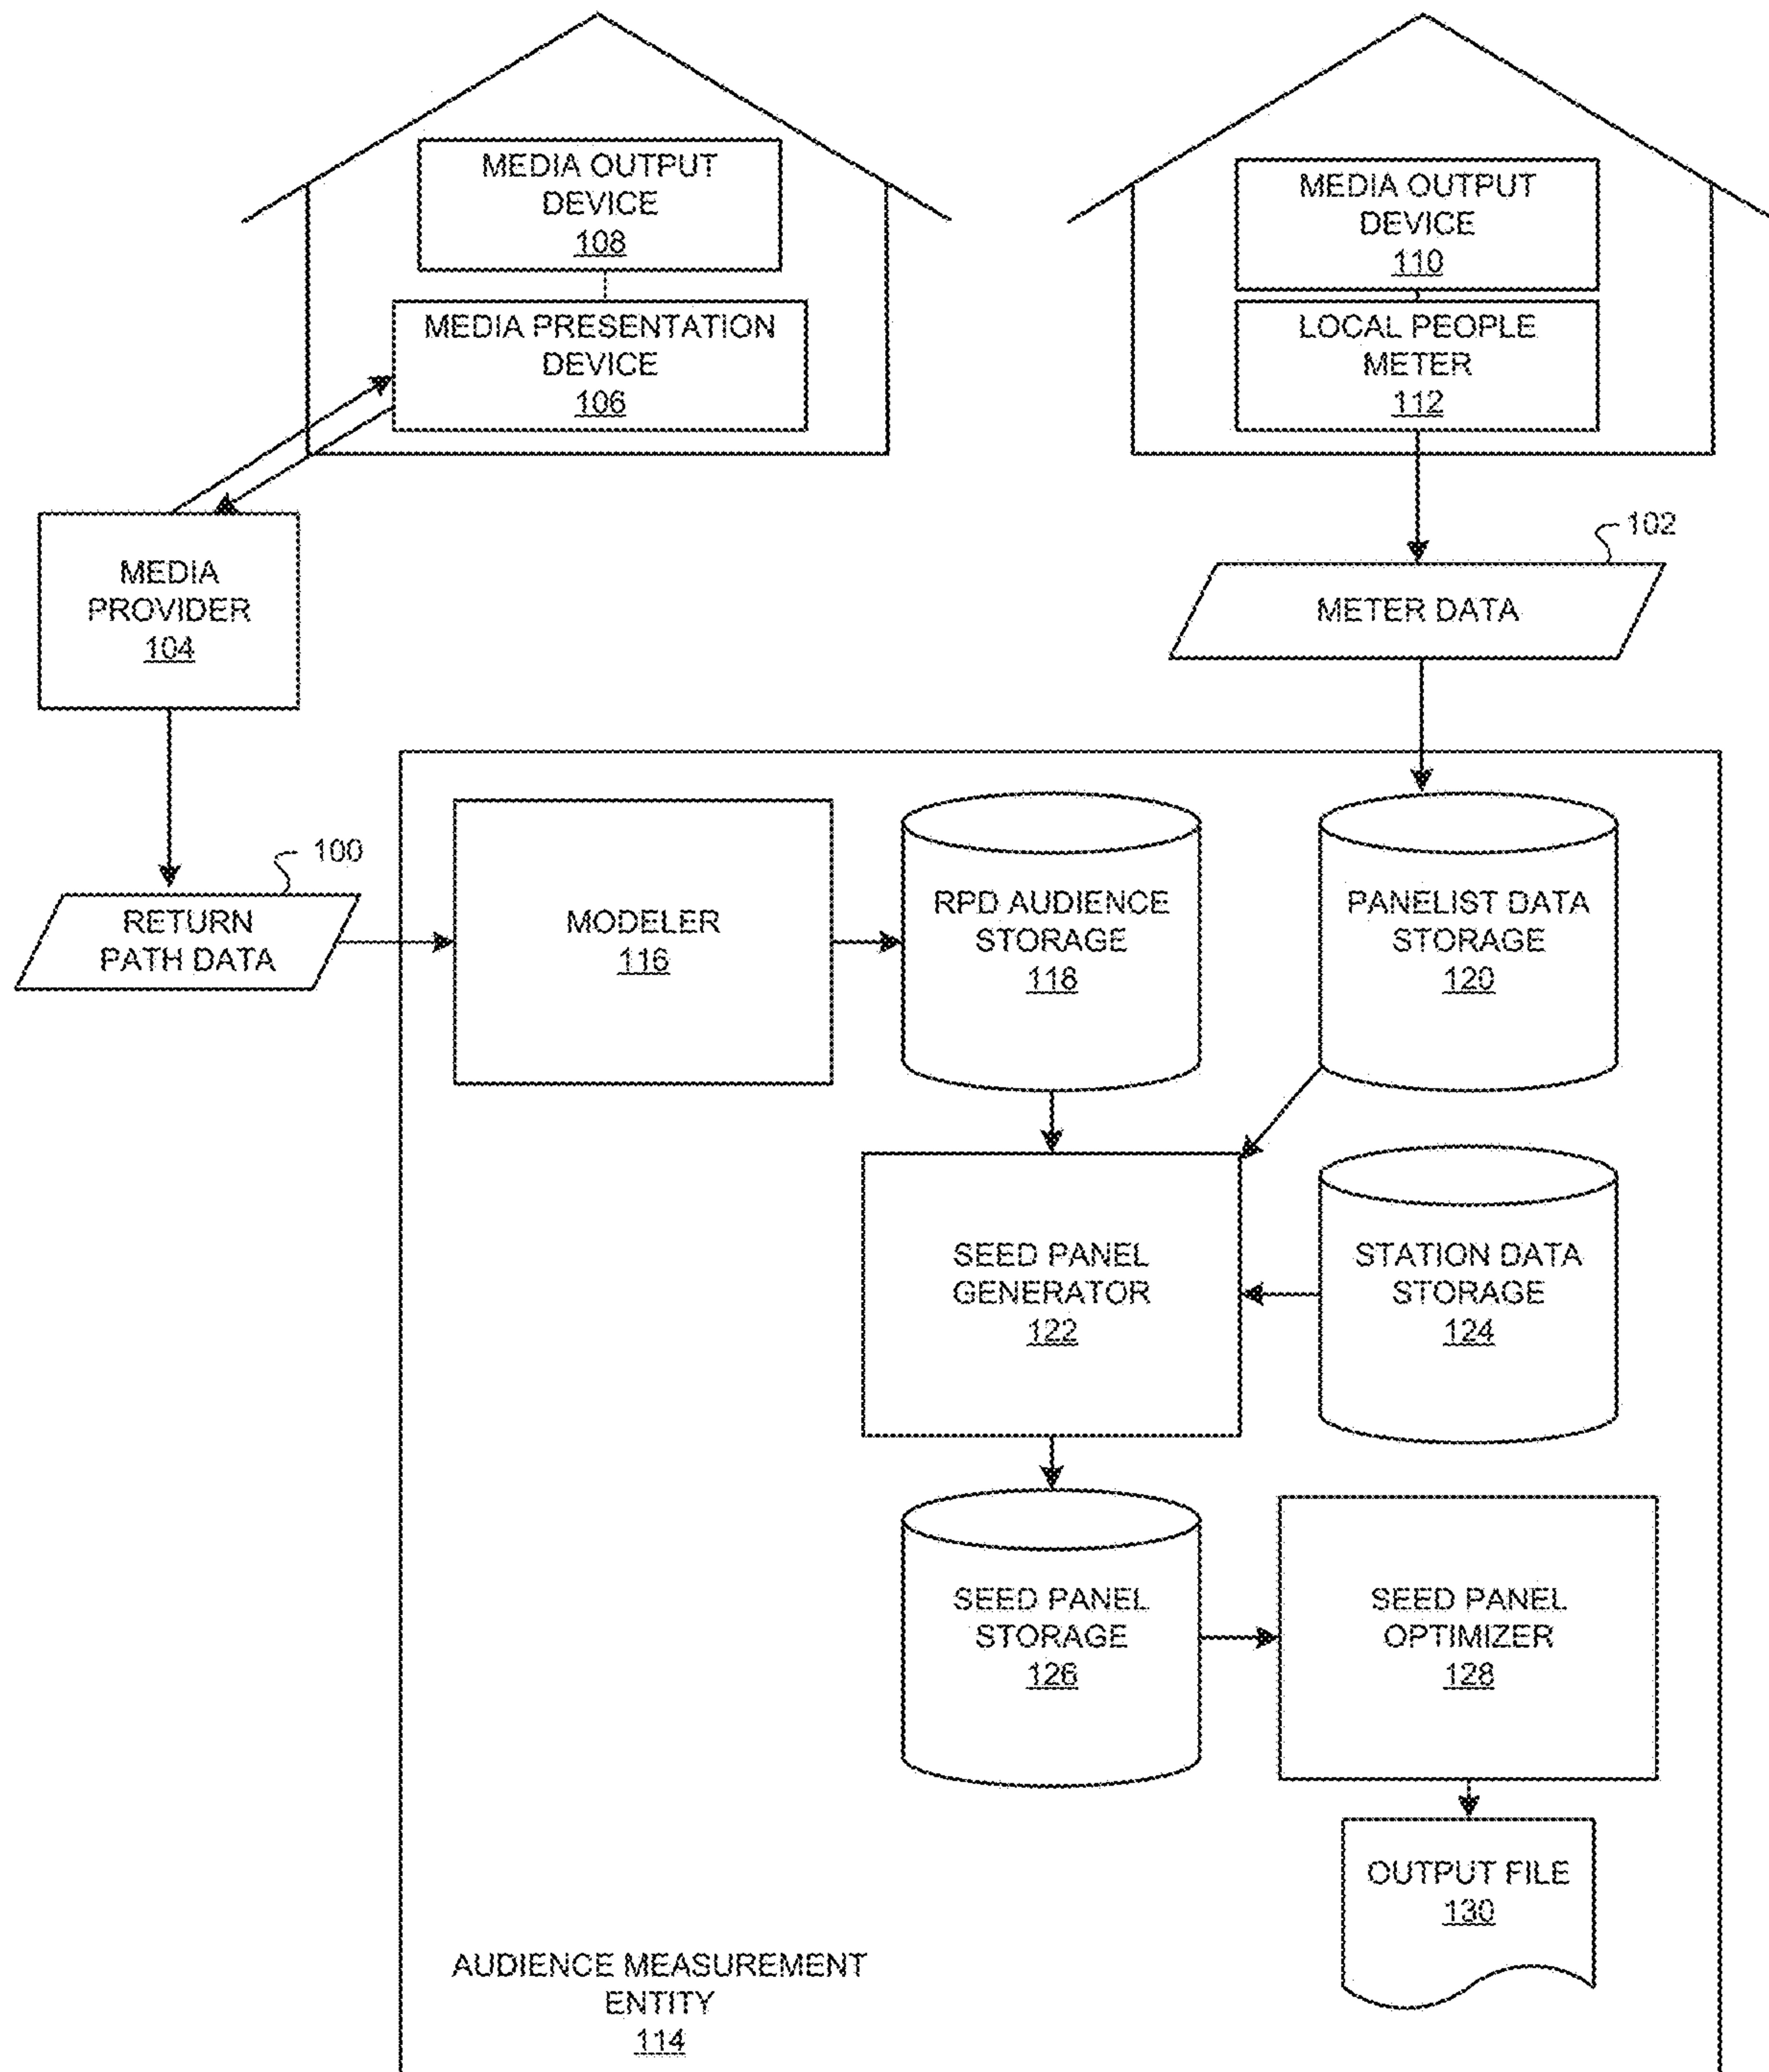 MEDIA OUTPUT
DEVICE
108
MEDIA PRESENTATION
DEVICE
106
MEDIA OUTPUT
DEVICE
110
LOCAL PEOPLE
METER
112
MEDIA
PROVIDER
104
102
METER DATA
100
RETURN
PATH DATA
MODELER
116
RPD AUDIENCE
STORAGE
118
PANELIST DATA
STORAGE
120
SEED PANEL
GENERATOR
122
STATION DATA
STORAGE
124
SEED PANEL
STORAGE
126
SEED PANEL
OPTIMIZER
128
OUTPUT FILE
130
AUDIENCE MEASUREMENT
ENTITY
114